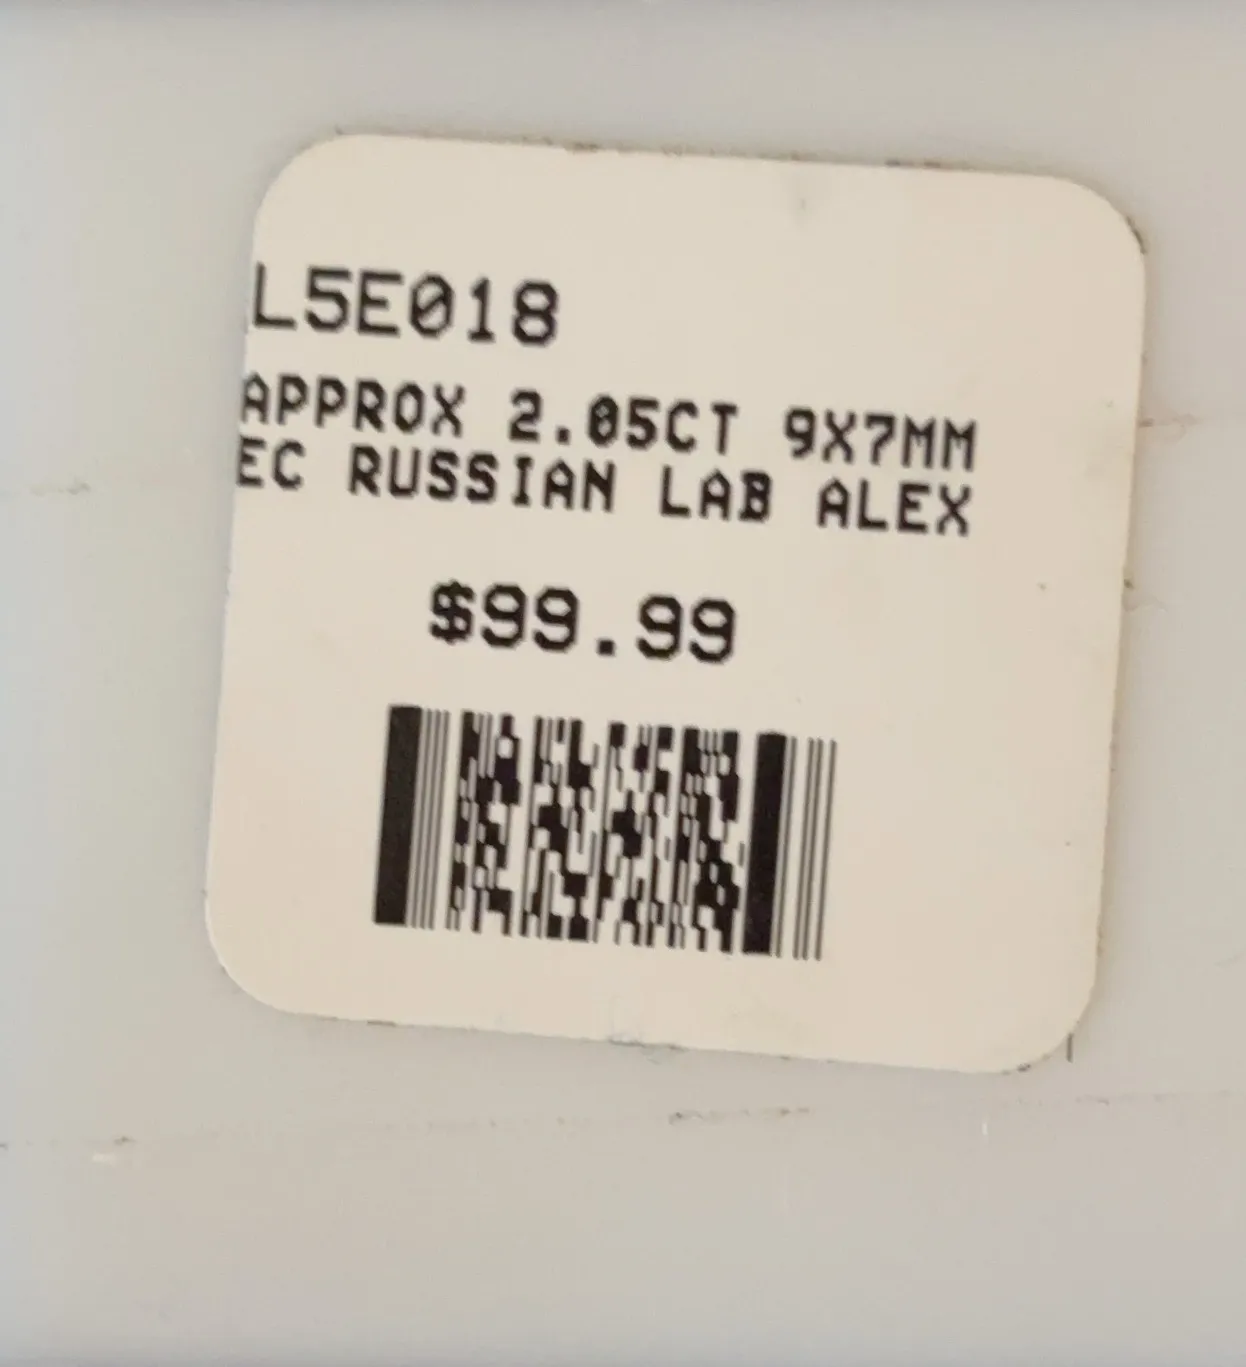 L5E018
APPROX 2.05CT 9X7MM
EC RUSSIAN LAB ALEX
$99.99